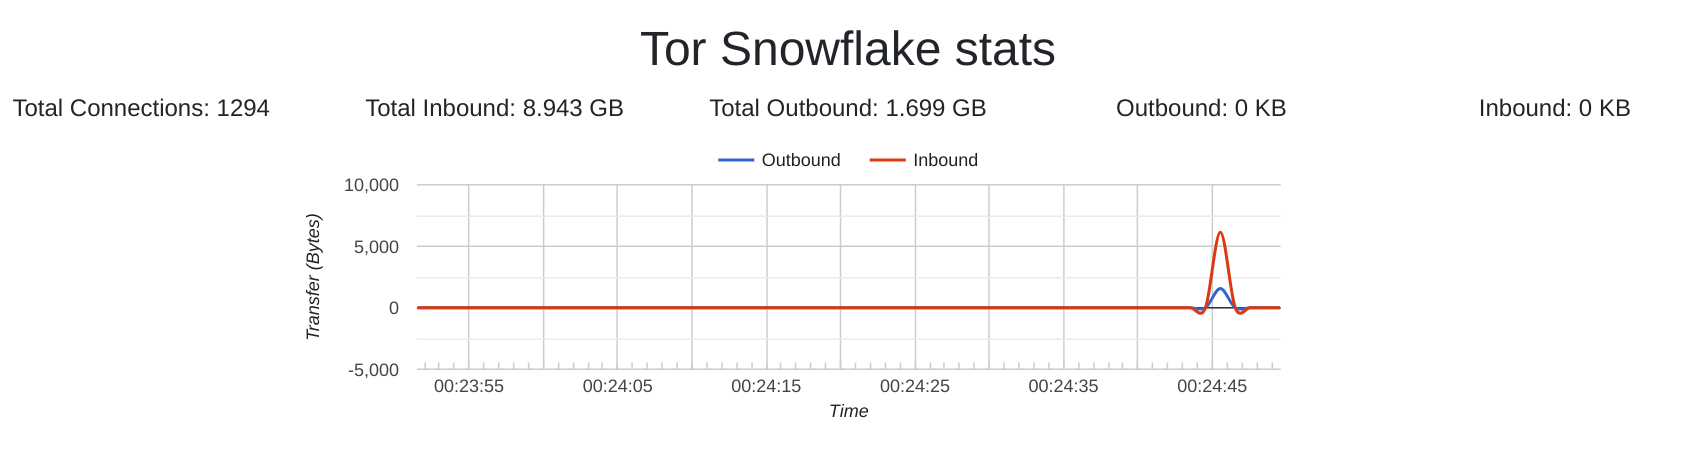 Tor Snowflake stats
Total Connections: 1294 Total Inbound: 8.943 GB Total Outbound: 1.699 GB Outbound: 0 KB Inbound: 0 KB
Outbound Inbound
10,000
5,000
0
-5,000
Transfer (Bytes)
00:23:55 00:24:05 00:24:15 00:24:25 00:24:35 00:24:45
Time